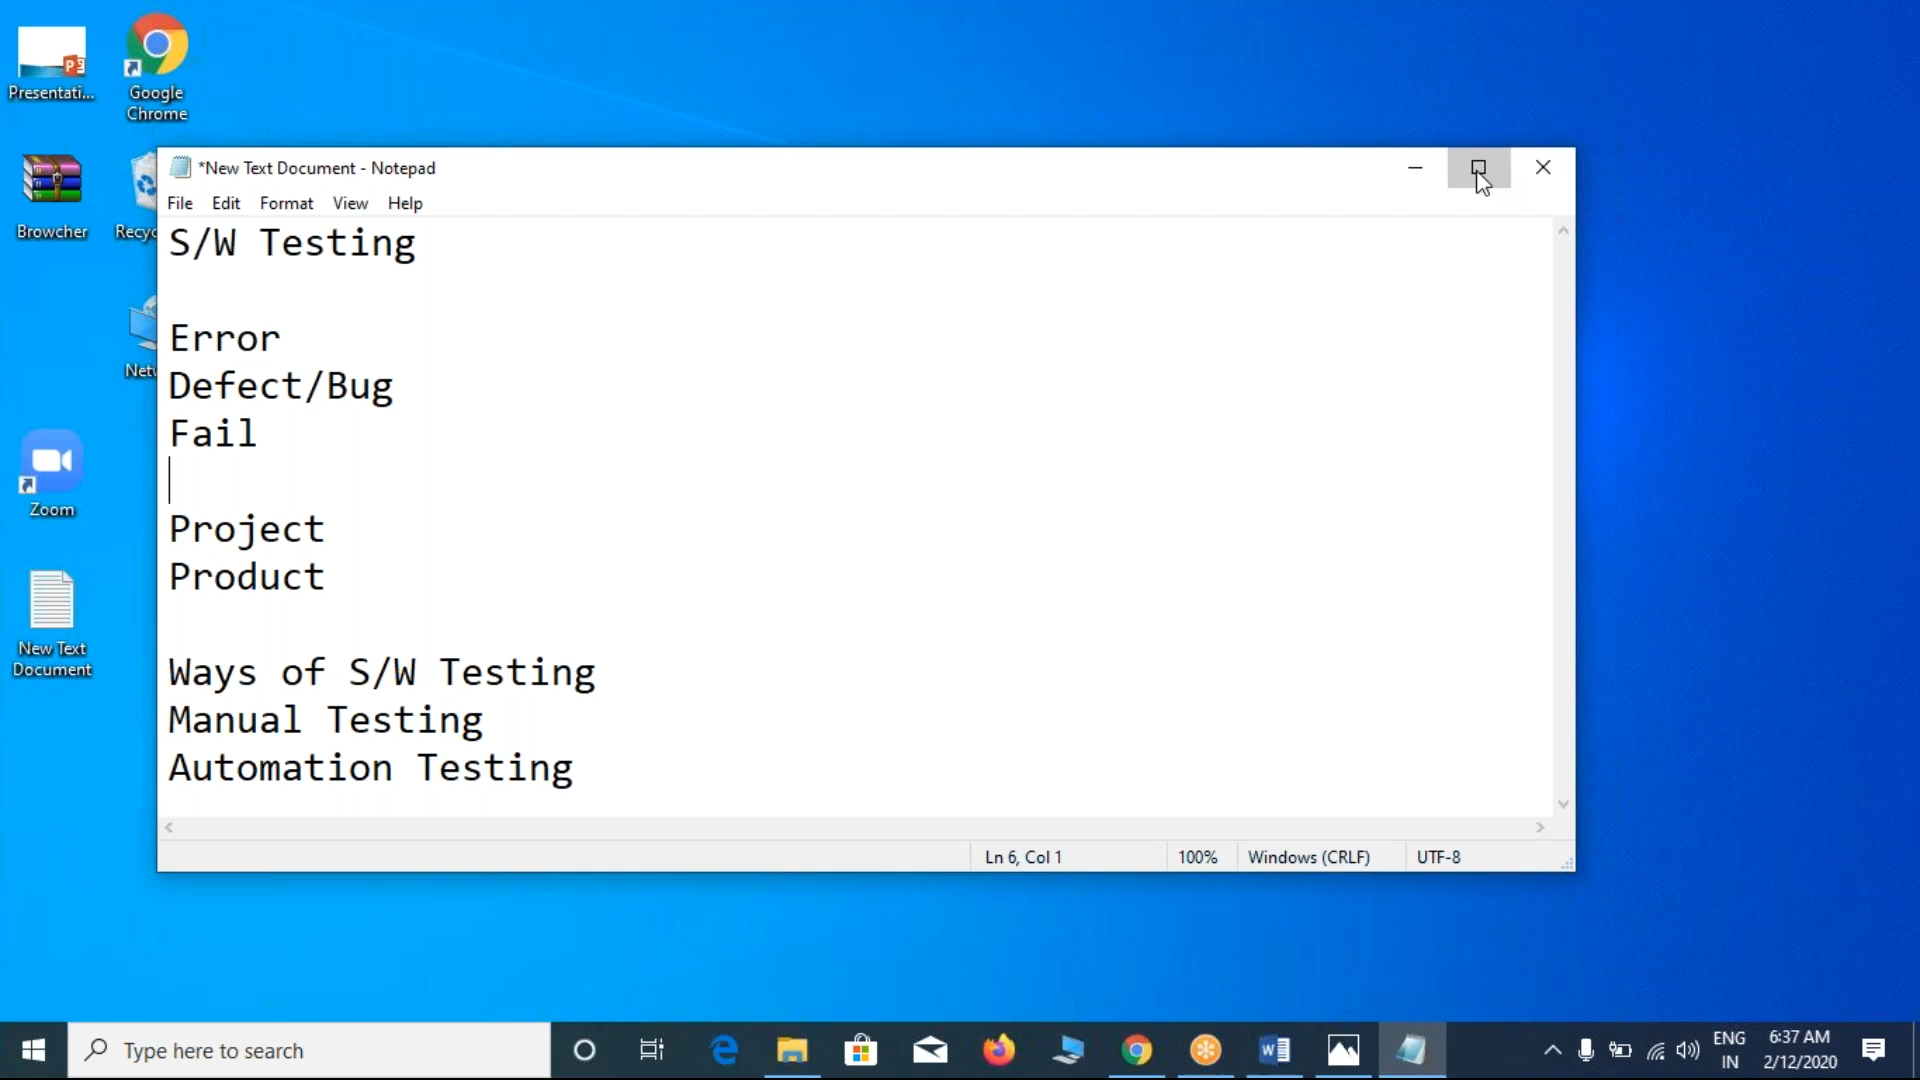 Presentati...
Google
Chrome
*New Text Document - Notepad
File Edit Format View Help
Browcher
Recyc
S/W Testing
Error
Netw
Defect/Bug
Fail
Zoom
Project
Product
New Text
Document
Ways of S/W Testing
Manual Testing
Automation Testing
Ln 6, Col 1 100% Windows (CRLF) UTF-8
Type here to search
ENG
IN
6:37 AM
2/12/2020